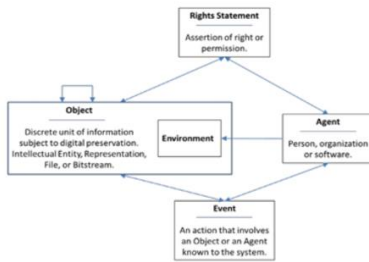 Rights Statement
Assertion of right or
permission.
Object
Discrete unit of information
subject to digital preservation.
Intellectual Entity, Representation,
File, or Bitstream.
Environment
Agent
Person, organization
or software.
Event
An action that involves
an Object or an Agent
known to the system.